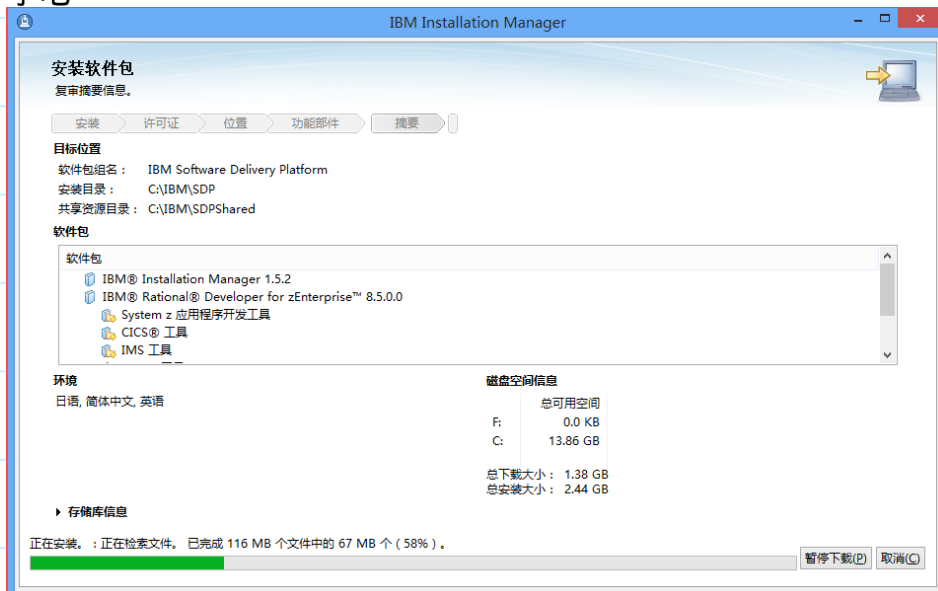 IBM Installation Manager
安装软件包
复审摘要信息。
安装 许可证 位置 功能部件 摘要
目标位置
软件包组名： IBM Software Delivery Platform
安装目录： C:\IBM\SDP
共享资源目录： C:\IBM\SDPShared
软件包
软件包
IBM® Installation Manager 1.5.2
IBM® Rational® Developer for zEnterprise™ 8.5.0.0
System z 应用程序开发工具
CICS® 工具
IMS 工具
环境
日语, 简体中文, 英语
磁盘空间信息
总可用空间
F: 0.0 KB
C: 13.86 GB
总下载大小： 1.38 GB
总安装大小： 2.44 GB
存储库信息
正在安装。：正在检索文件。 已完成 116 MB 个文件中的 67 MB 个 ( 58% ) 。
暂停下载(P) 取消(C)